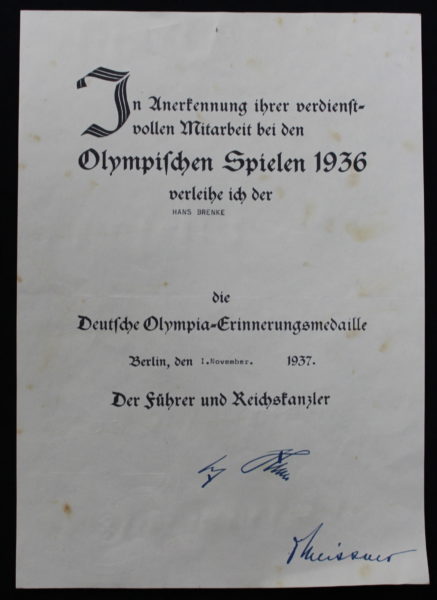 In Anerkennung ihrer verdienst-
vollen Mitarbeit bei den
Olympiſchen Spielen 1936
verleihe ich der
HANS BRENKE
die
Deutſche Olympia-Erinnerungsmedaille
Berlin, den 1.November. 1937.
Der Führer und Reichskanzler
Meissner